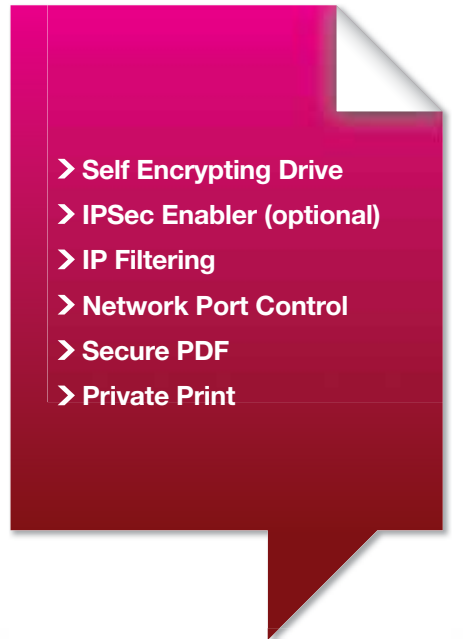 > Self Encrypting Drive
> IPSec Enabler (optional)
> IP Filtering
> Network Port Control
> Secure PDF
> Private Print